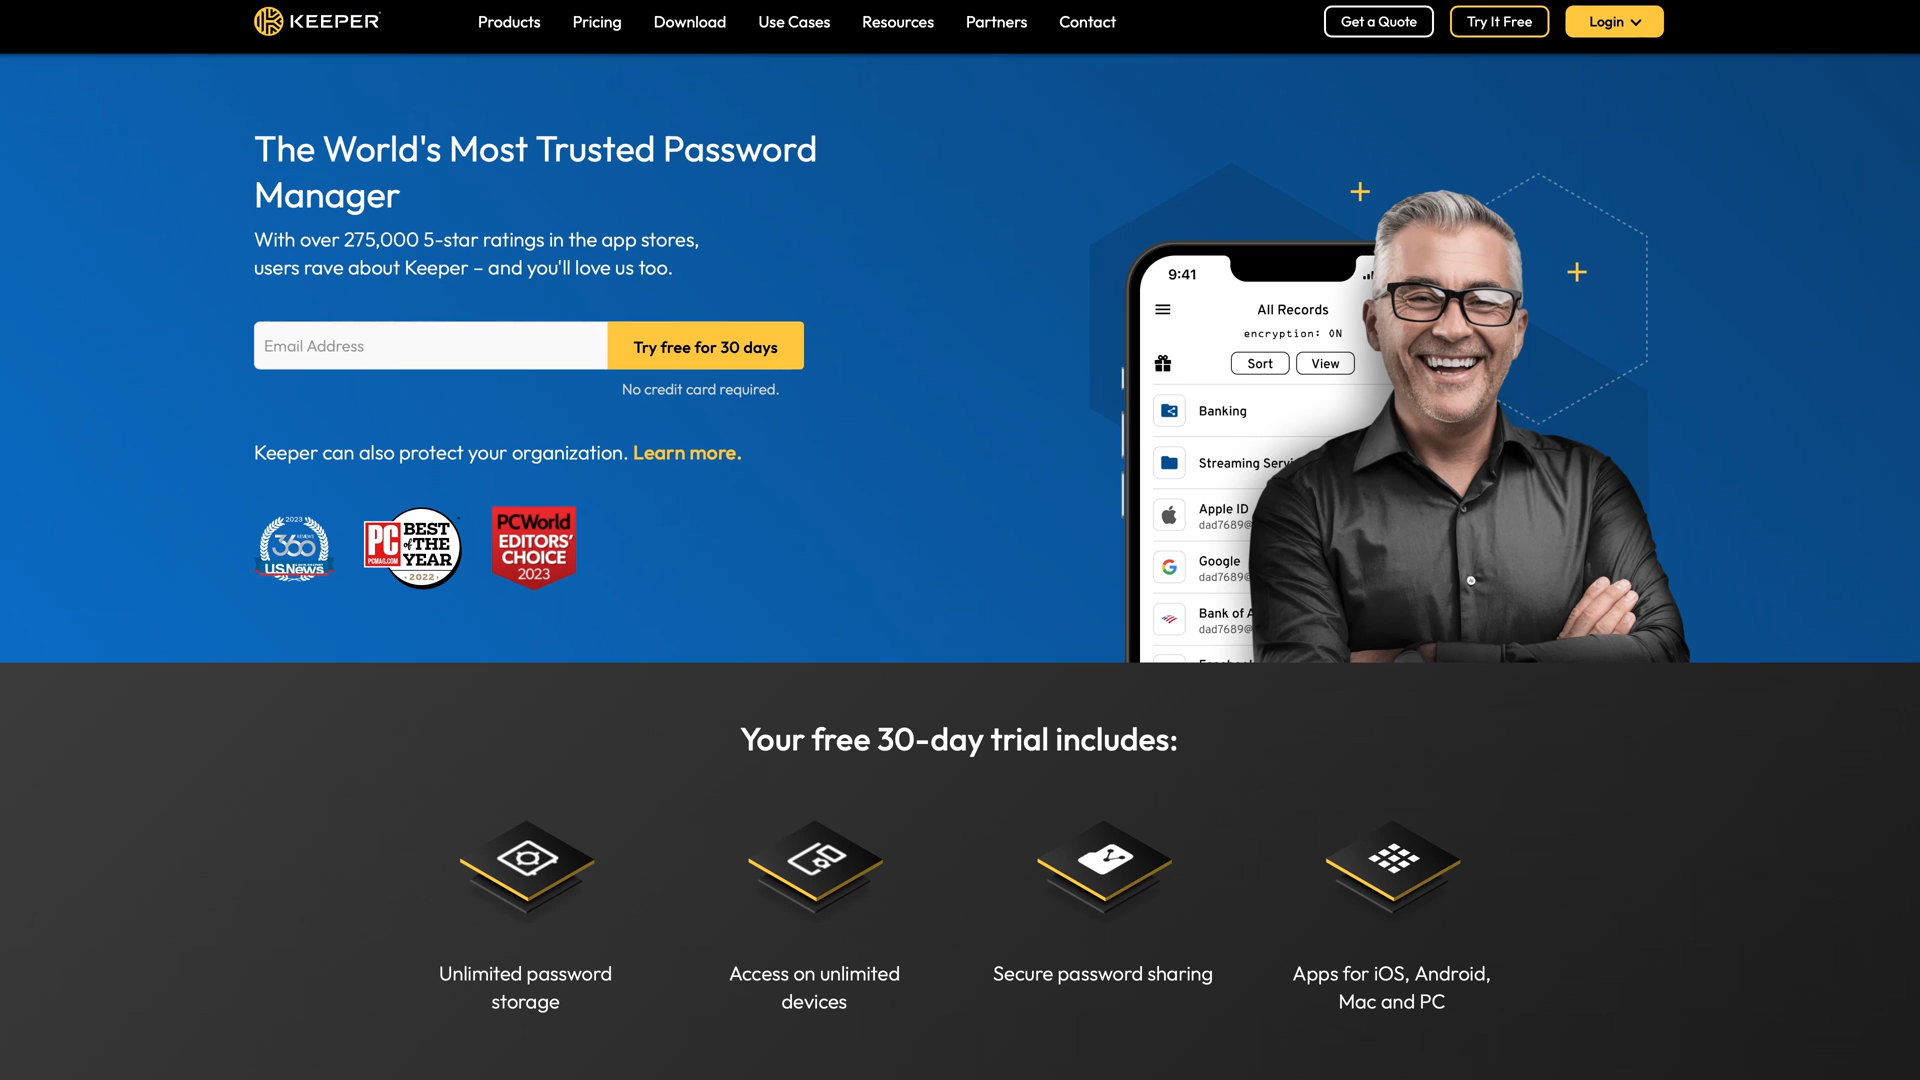 KEEPER
Products
Pricing
Download
Use Cases
Resources
Partners
Contact
Get a Quote
Try It Free
Login
The World's Most Trusted Password
Manager
With over 275,000 5-star ratings in the app stores,
users rave about Keeper – and you'll love us too.
Email Address
Try free for 30 days
No credit card required.
Keeper can also protect your organization. Learn more.
2023
360
REVIEWS
U.S.News
PC
PCMAG.COM
BEST
of THE
YEAR
2022
PCWorld
EDITORS'
CHOICE
2023
9:41
All Records
encryption: ON
Sort
View
Banking
Streaming Servi
Apple ID
dad7689@
Google
dad7689@
Bank of A
dad7689@
Your free 30-day trial includes:
Unlimited password
storage
Access on unlimited
devices
Secure password sharing
Apps for iOS, Android,
Mac and PC